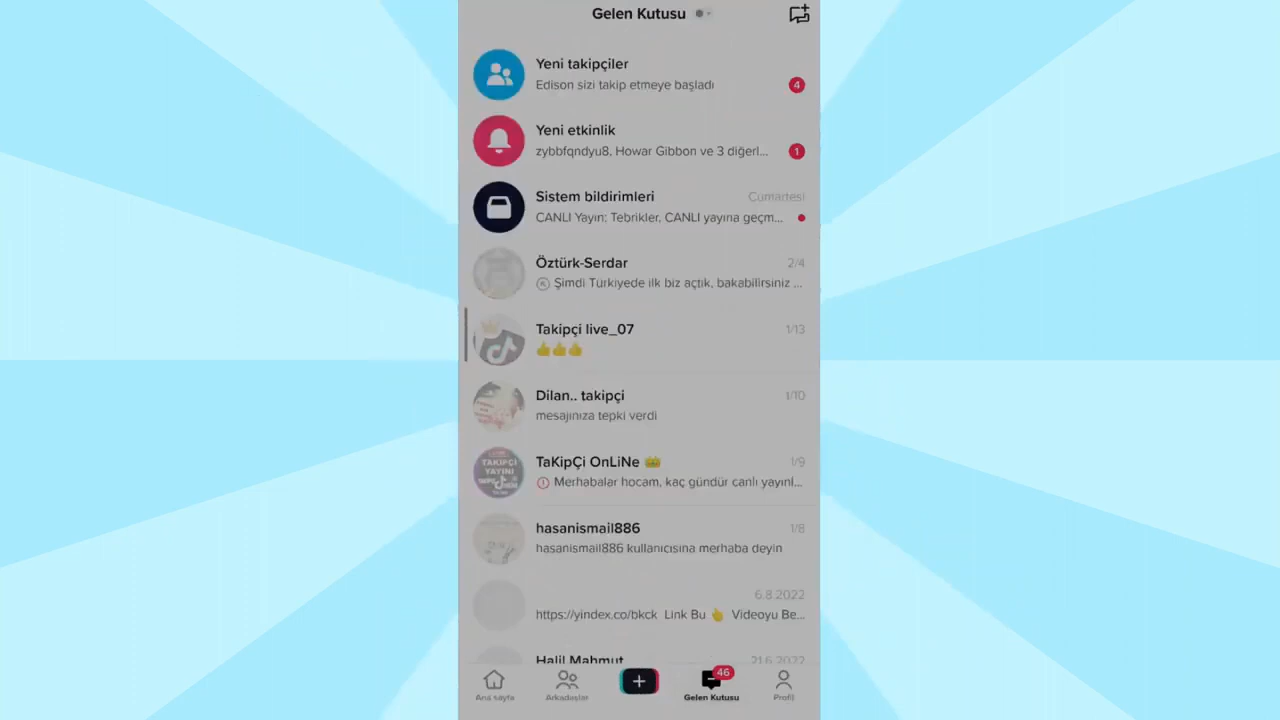 Gelen Kutusu
Yeni takipçiler
Edison sizi takip etmeye başladı
4
Yeni etkinlik
zybbfqndyu8, Howar Gibbon ve 3 diğerl...
1
Sistem bildirimleri
Cumartesi
CANLI Yayın: Tebrikler, CANLI yayına geçm...
Öztürk-Serdar
2/4
Şimdi Türkiyede ilk biz açtık, bakabilirsiniz ...
Takipçi live_07
1/13
👍👍👍
Dilan.. takipçi
1/10
mesajınıza tepki verdi
TaKipÇi OnLiNe 👑
1/9
Merhabalar hocam, kaç gündür canlı yayınl...
TAKİPÇİ
YAYINI
hasanismail886
1/8
hasanismail886 kullanıcısına merhaba deyin
6.8.2022
https://yindex.co/bkck Link Bu 👆 Videoyu Be...
Halil Mahmut
21.6.2022
46
Ana sayfa
Arkadaşlar
Gelen Kutusu
Profil